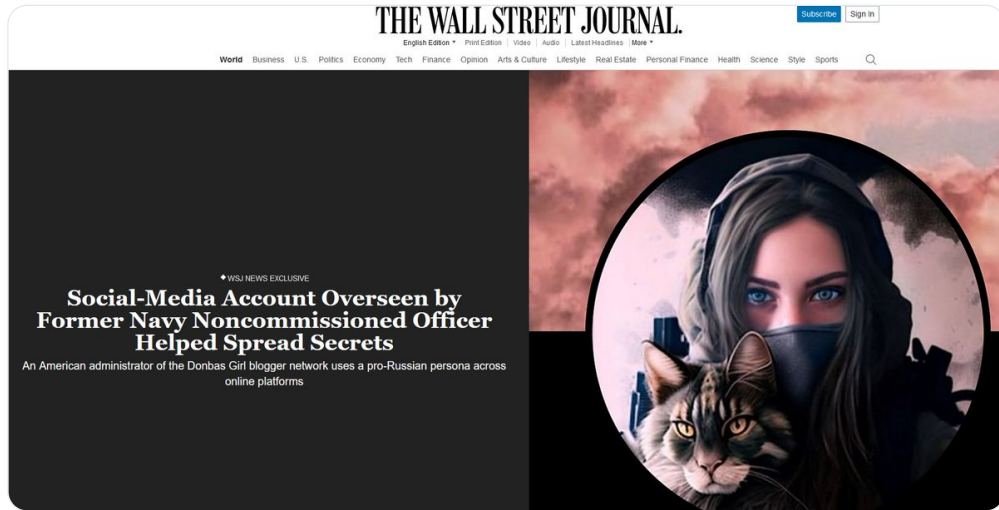 THE WALL STREET JOURNAL.
Subscribe Sign In
English Edition Print Edition Video Audio Latest Headlines More
World Business U.S. Politics Economy Tech Finance Opinion Arts & Culture Lifestyle Real Estate Personal Finance Health Science Style Sports
WSJ NEWS EXCLUSIVE
Social-Media Account Overseen by
Former Navy Noncommissioned Officer
Helped Spread Secrets
An American administrator of the Donbas Girl blogger network uses a pro-Russian persona across
online platforms